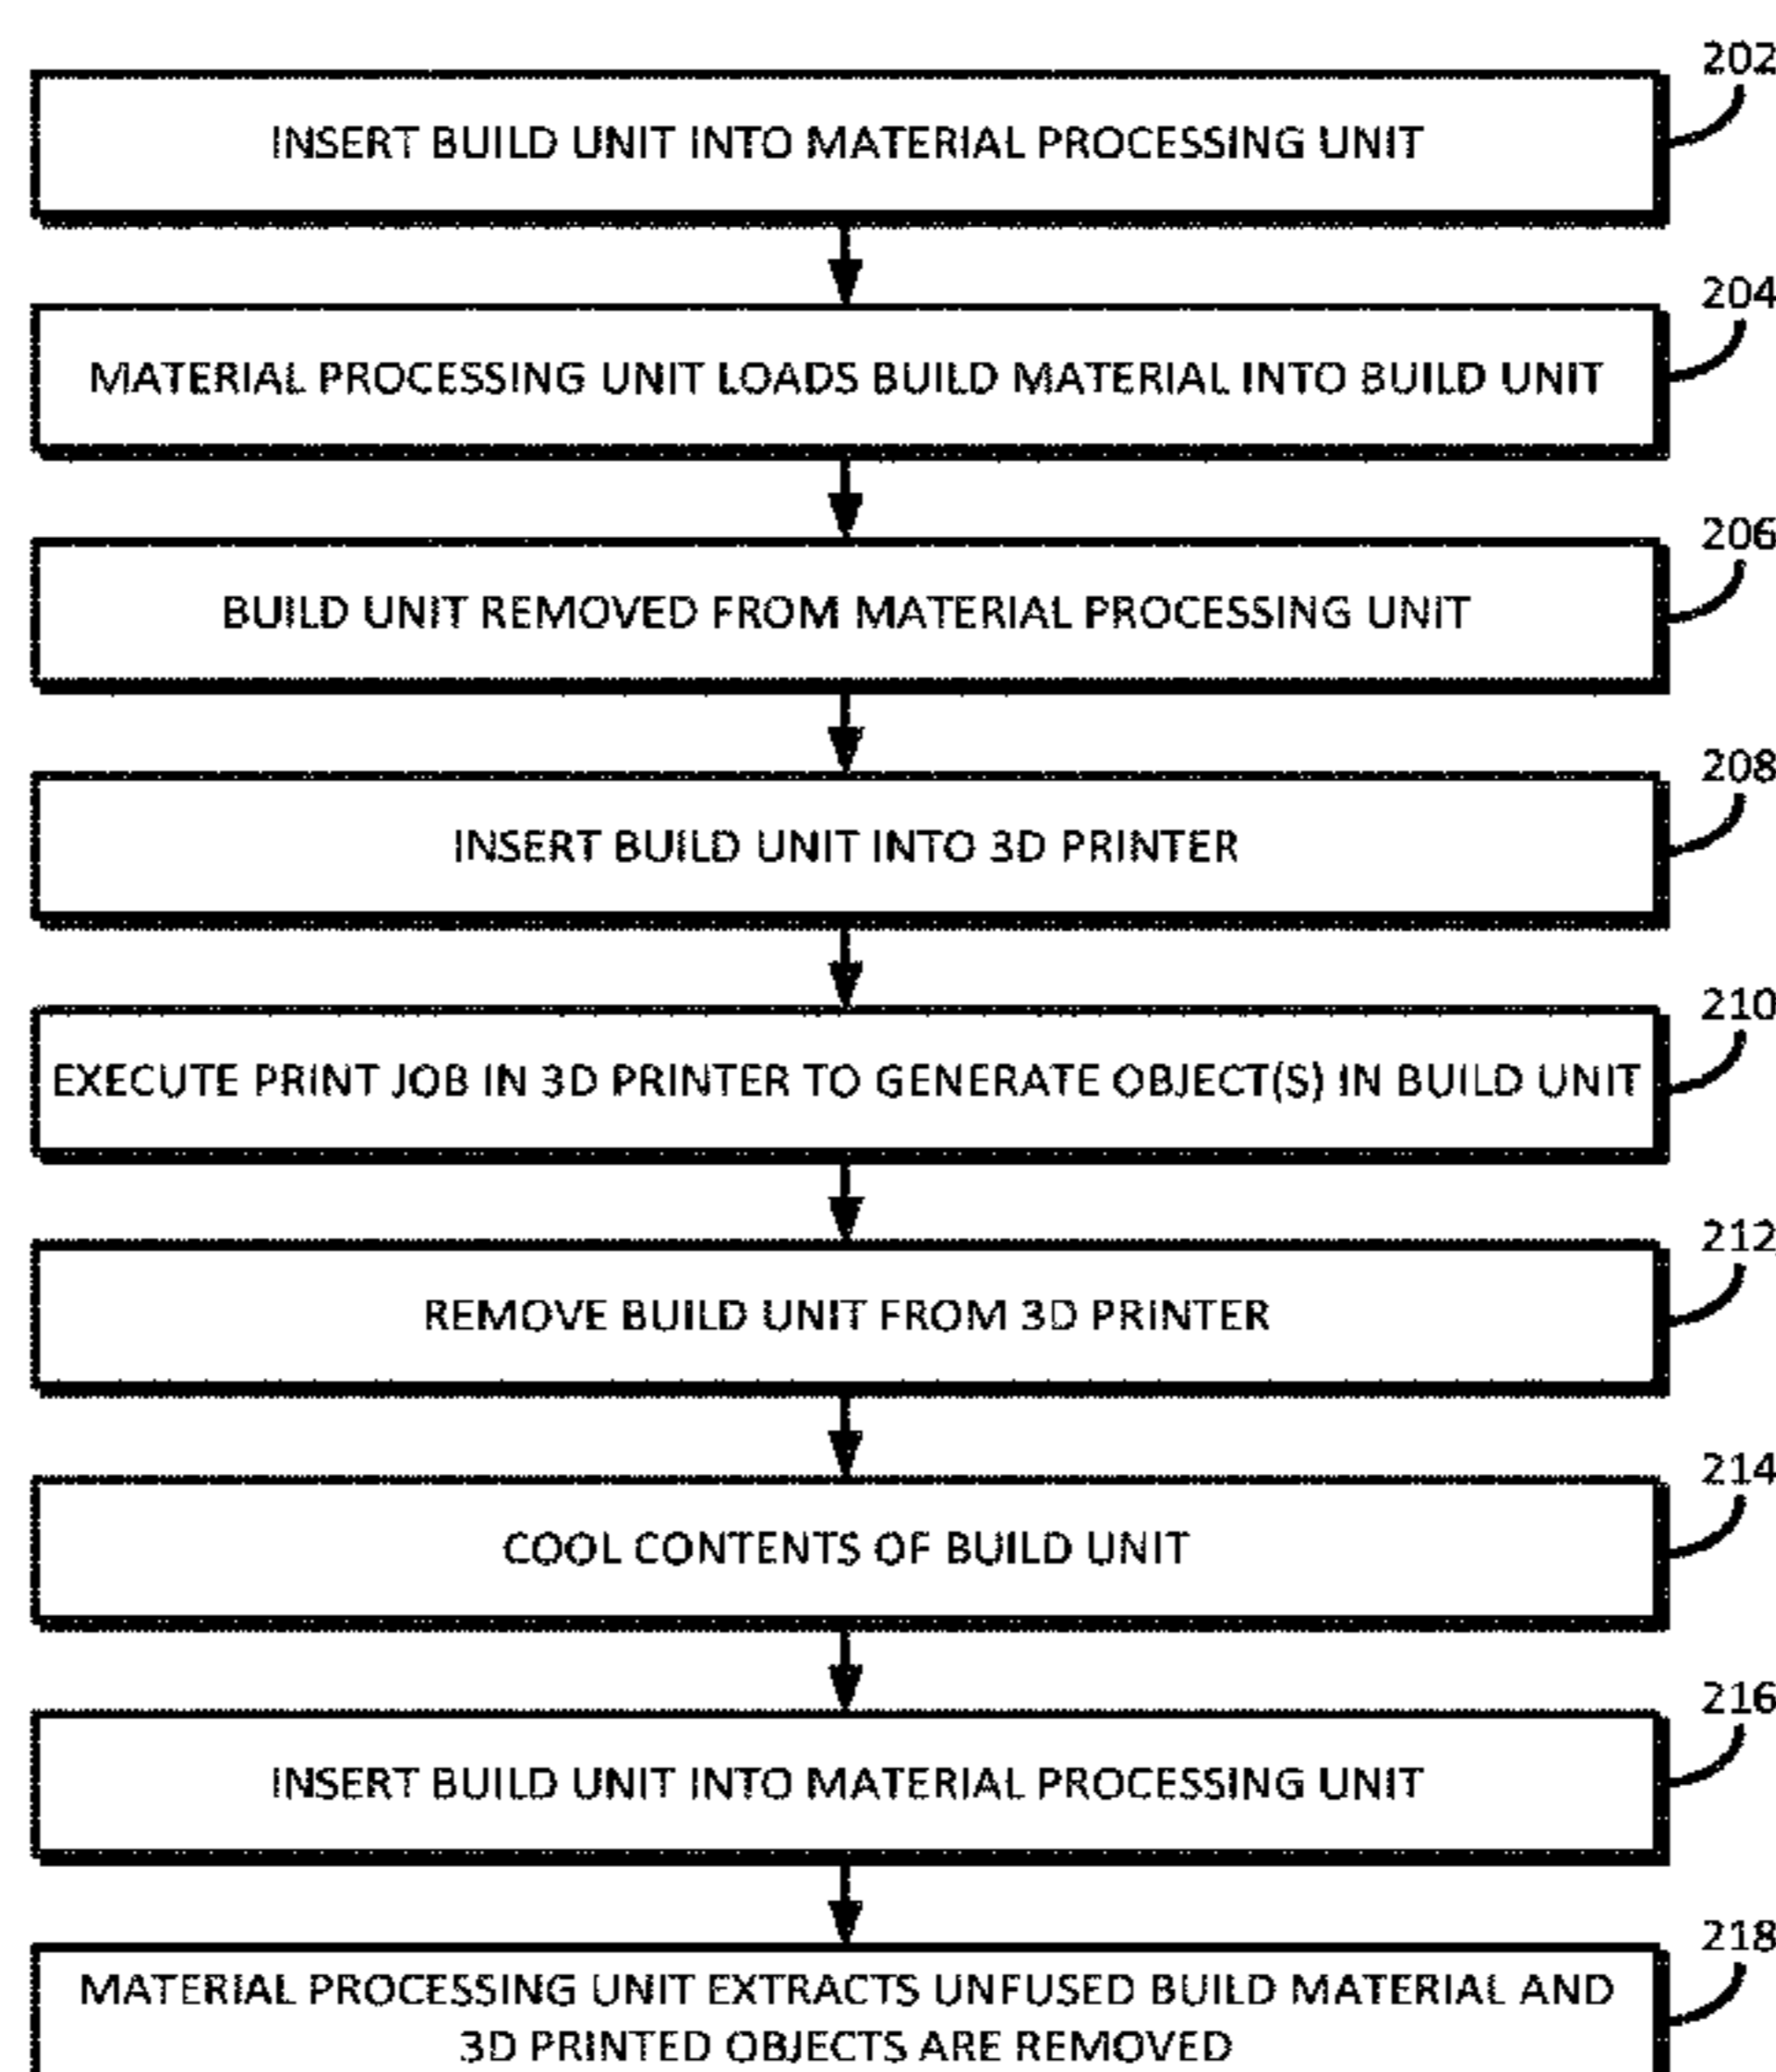 202
INSERT BUILD UNIT INTO MATERIAL PROCESSING UNIT
204
MATERIAL PROCESSING UNIT LOADS BUILD MATERIAL INTO BUILD UNIT
206
BUILD UNIT REMOVED FROM MATERIAL PROCESSING UNIT
208
INSERT BUILD UNIT INTO 3D PRINTER
210
EXECUTE PRINT JOB IN 3D PRINTER TO GENERATE OBJECT(S) IN BUILD UNIT
212
REMOVE BUILD UNIT FROM 3D PRINTER
214
COOL CONTENTS OF BUILD UNIT
216
INSERT BUILD UNIT INTO MATERIAL PROCESSING UNIT
218
MATERIAL PROCESSING UNIT EXTRACTS UNFUSED BUILD MATERIAL AND
3D PRINTED OBJECTS ARE REMOVED